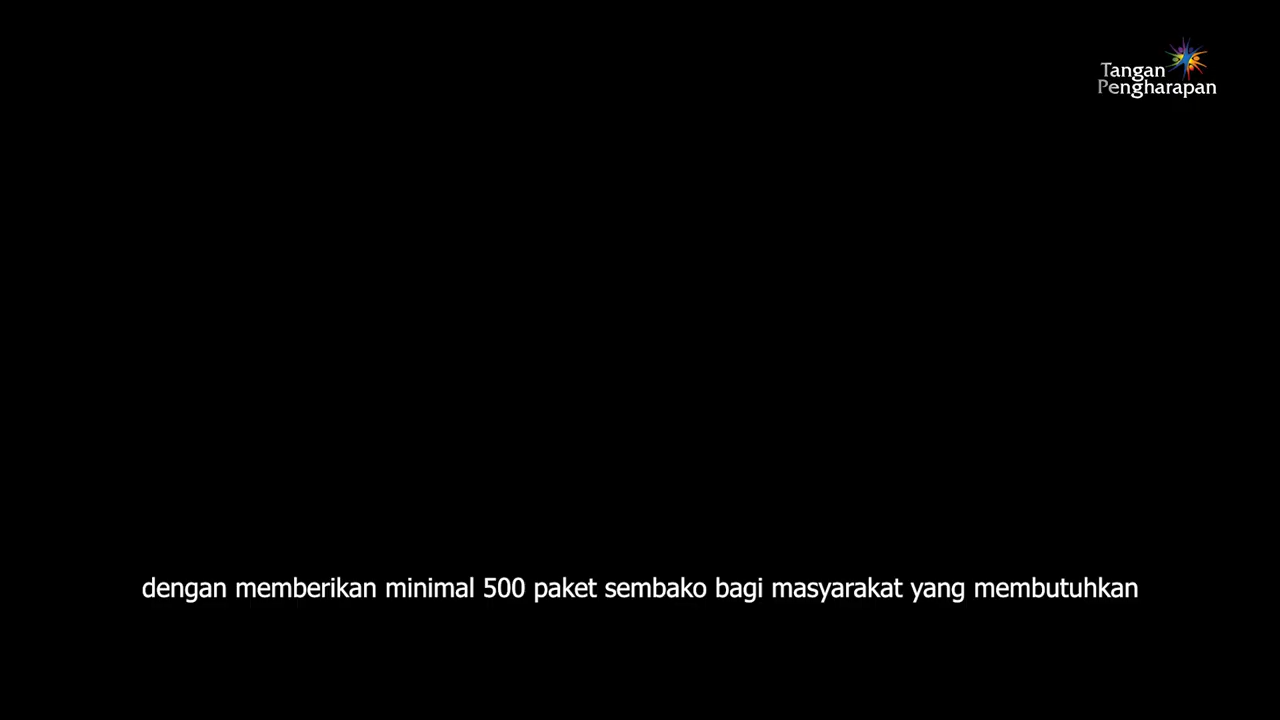 Tangan
Pengharapan
dengan memberikan minimal 500 paket sembako bagi masyarakat yang membutuhkan